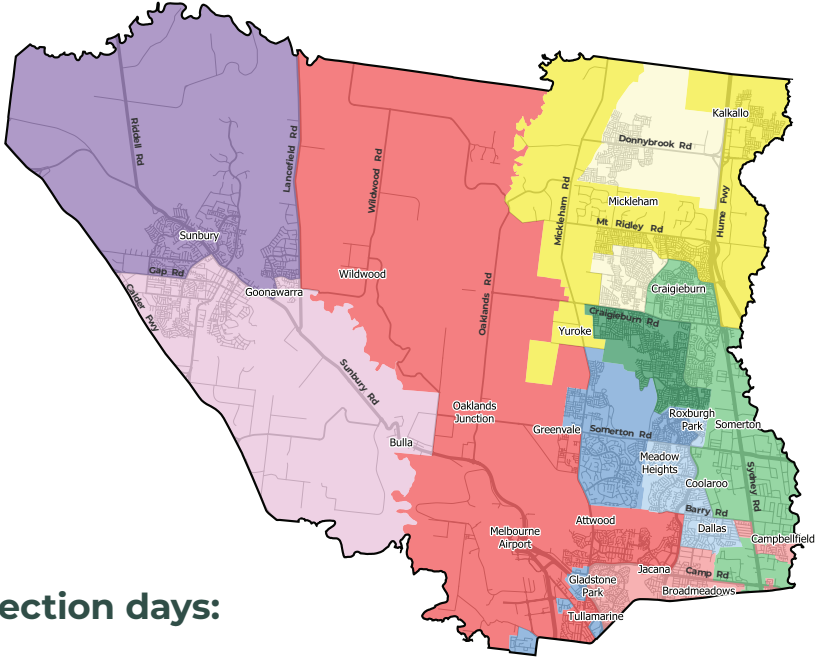 Kalkallo
Riddell Rd
Lancefield Rd
Wildwood Rd
Donnybrook Rd
Mickleham Rd
Mickleham
Hume Fwy
Mt Ridley Rd
Sunbury
Gap Rd
Wildwood
Goonawarra
Calder Fwy
Oaklands Rd
Craigieburn
Craigieburn Rd
Yuroke
Sunbury Rd
Oaklands
Junction
Roxburgh
Park
Somerton
Greenvale
Somerton Rd
Bulla
Meadow
Heights
Coolaroo
Sydney Rd
Barry Rd
Attwood
Dallas
Melbourne
Airport
Campbellfield
Jacana
Camp Rd
Gladstone
Park
Broadmeadows
Tullamarine
ection days: